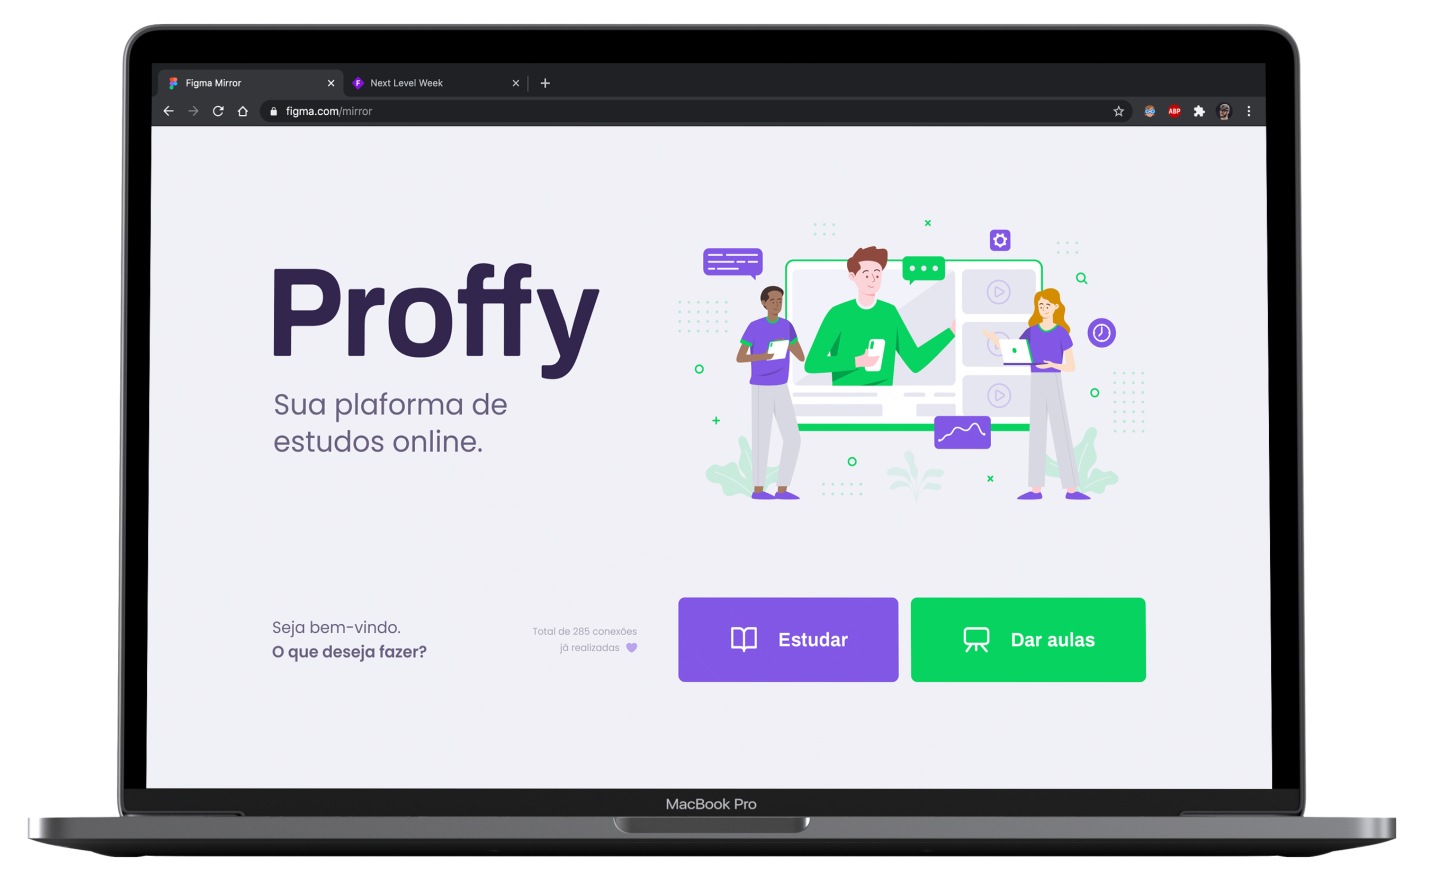 Figma Mirror
Next Level Week
figma.com/mirror
ABP
Proffy
Sua plaforma de
estudos online.
Seja bem-vindo.
O que deseja fazer?
Total de 285 conexões
já realizadas
Estudar
Dar aulas
MacBook Pro